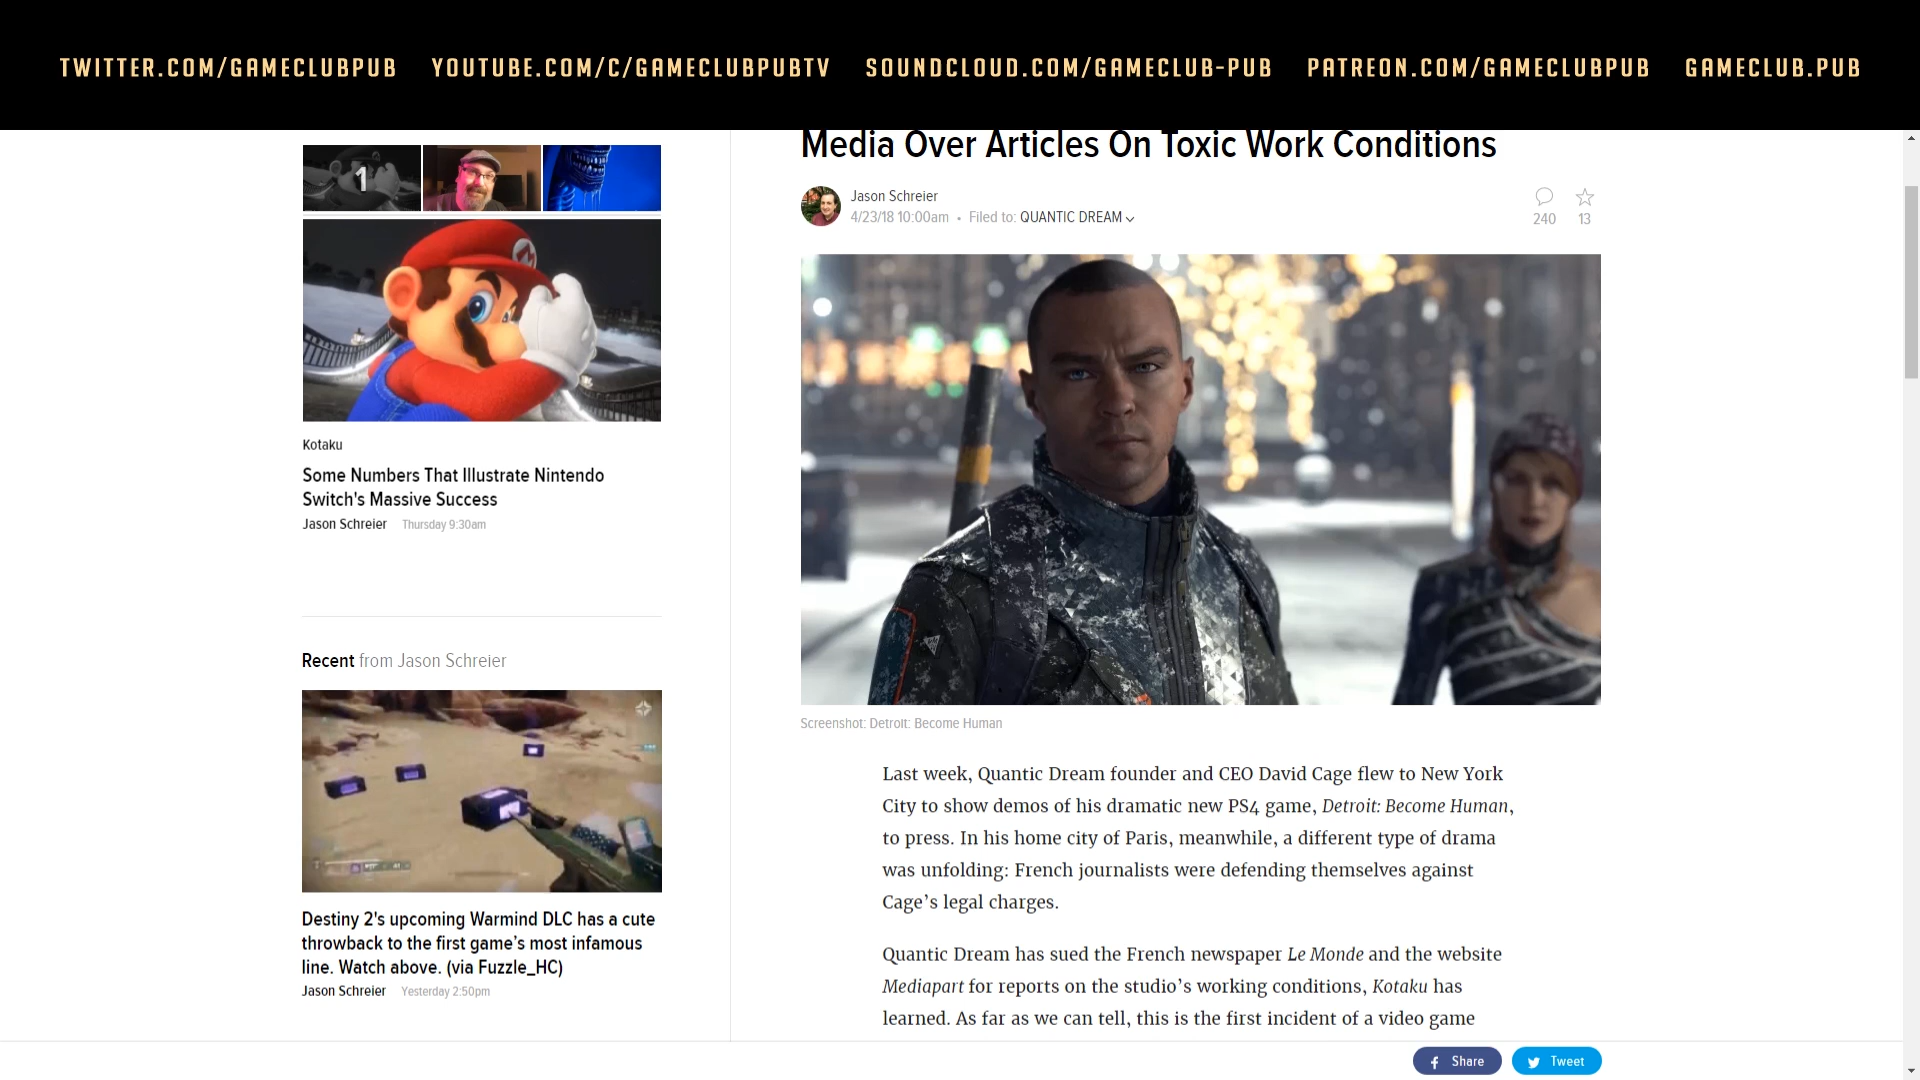 TWITTER.COM/GAMECLUBPUB YOUTUBE.COM/C/GAMECLUBPUBTV SOUNDCLOUD.COM/GAMECLUB-PUB PATREON.COM/GAMECLUBPUB GAMECLUB.PUB
1
Kotaku
Some Numbers That Illustrate Nintendo
Switch's Massive Success
Jason Schreier Thursday 9:30am
Recent from Jason Schreier
Destiny 2's upcoming Warmind DLC has a cute
throwback to the first game’s most infamous
line. Watch above. (via Fuzzle_HC)
Jason Schreier Yesterday 2:50pm
Media Over Articles On Toxic Work Conditions
Jason Schreier
4/23/18 10:00am • Filed to: QUANTIC DREAM
240 13
Screenshot: Detroit: Become Human
Last week, Quantic Dream founder and CEO David Cage flew to New York
City to show demos of his dramatic new PS4 game, Detroit: Become Human,
to press. In his home city of Paris, meanwhile, a different type of drama
was unfolding: French journalists were defending themselves against
Cage’s legal charges.
Quantic Dream has sued the French newspaper Le Monde and the website
Mediapart for reports on the studio’s working conditions, Kotaku has
learned. As far as we can tell, this is the first incident of a video game
Share Tweet